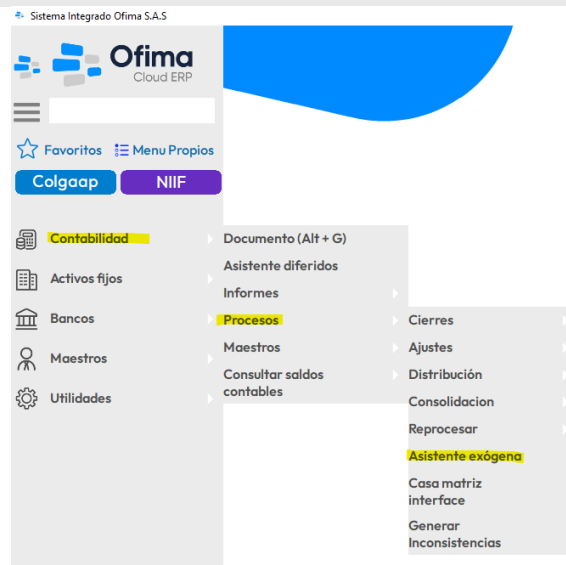 Sistema Integrado Ofima S.A.S
Ofima
Cloud ERP
Favoritos
Menu Propios
Colgaap
NIIF
Contabilidad
Activos fijos
Bancos
Maestros
Utilidades
Documento (Alt + G)
Asistente diferidos
Informes
Procesos
Maestros
Consultar saldos
contables
Cierres
Ajustes
Distribución
Consolidacion
Reprocesar
Asistente exógena
Casa matriz
interface
Generar
Inconsistencias